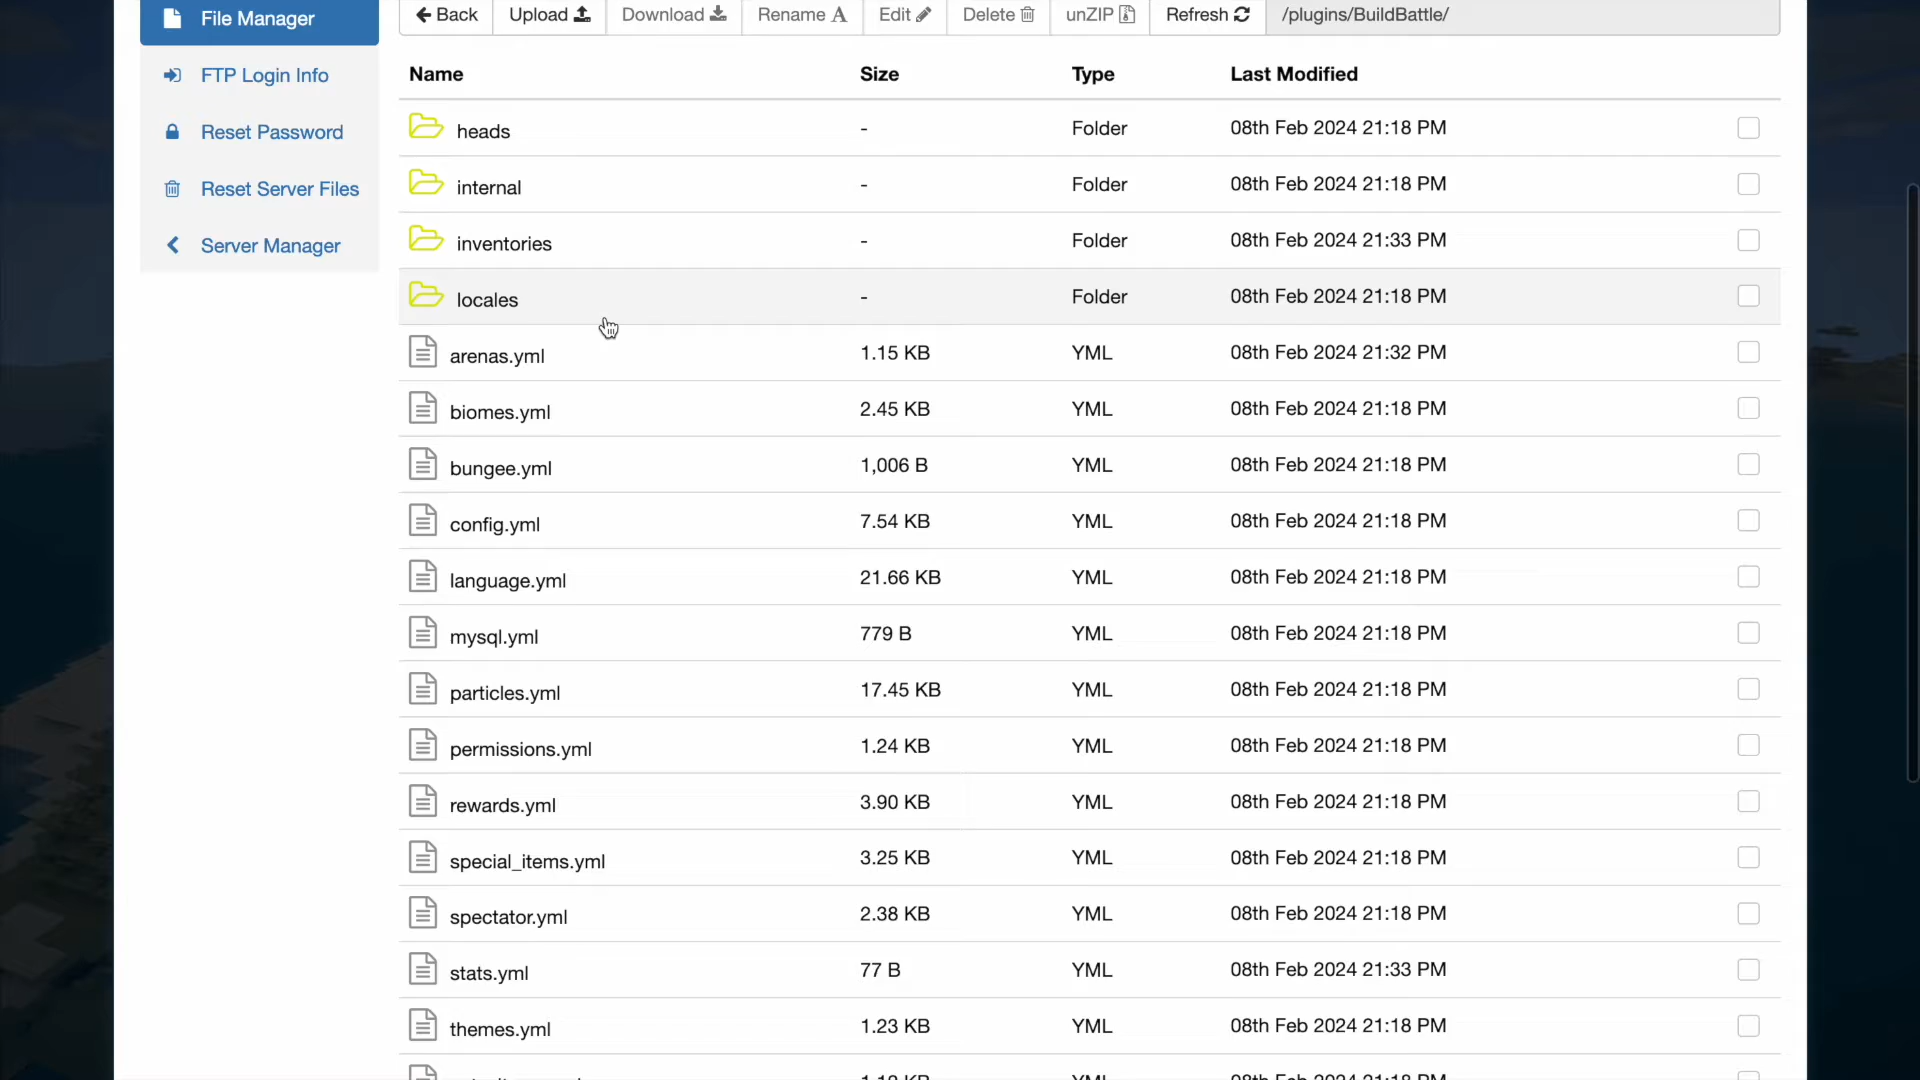 File Manager
FTP Login Info
Reset Password
Reset Server Files
Server Manager
Back Upload Download Rename Edit Delete unZIP Refresh /plugins/BuildBattle/
Name Size Type Last Modified
heads - Folder 08th Feb 2024 21:18 PM
internal - Folder 08th Feb 2024 21:18 PM
inventories - Folder 08th Feb 2024 21:33 PM
locales - Folder 08th Feb 2024 21:18 PM
arenas.yml 1.15 KB YML 08th Feb 2024 21:32 PM
biomes.yml 2.45 KB YML 08th Feb 2024 21:18 PM
bungee.yml 1,006 B YML 08th Feb 2024 21:18 PM
config.yml 7.54 KB YML 08th Feb 2024 21:18 PM
language.yml 21.66 KB YML 08th Feb 2024 21:18 PM
mysql.yml 779 B YML 08th Feb 2024 21:18 PM
particles.yml 17.45 KB YML 08th Feb 2024 21:18 PM
permissions.yml 1.24 KB YML 08th Feb 2024 21:18 PM
rewards.yml 3.90 KB YML 08th Feb 2024 21:18 PM
special_items.yml 3.25 KB YML 08th Feb 2024 21:18 PM
spectator.yml 2.38 KB YML 08th Feb 2024 21:18 PM
stats.yml 77 B YML 08th Feb 2024 21:33 PM
themes.yml 1.23 KB YML 08th Feb 2024 21:18 PM